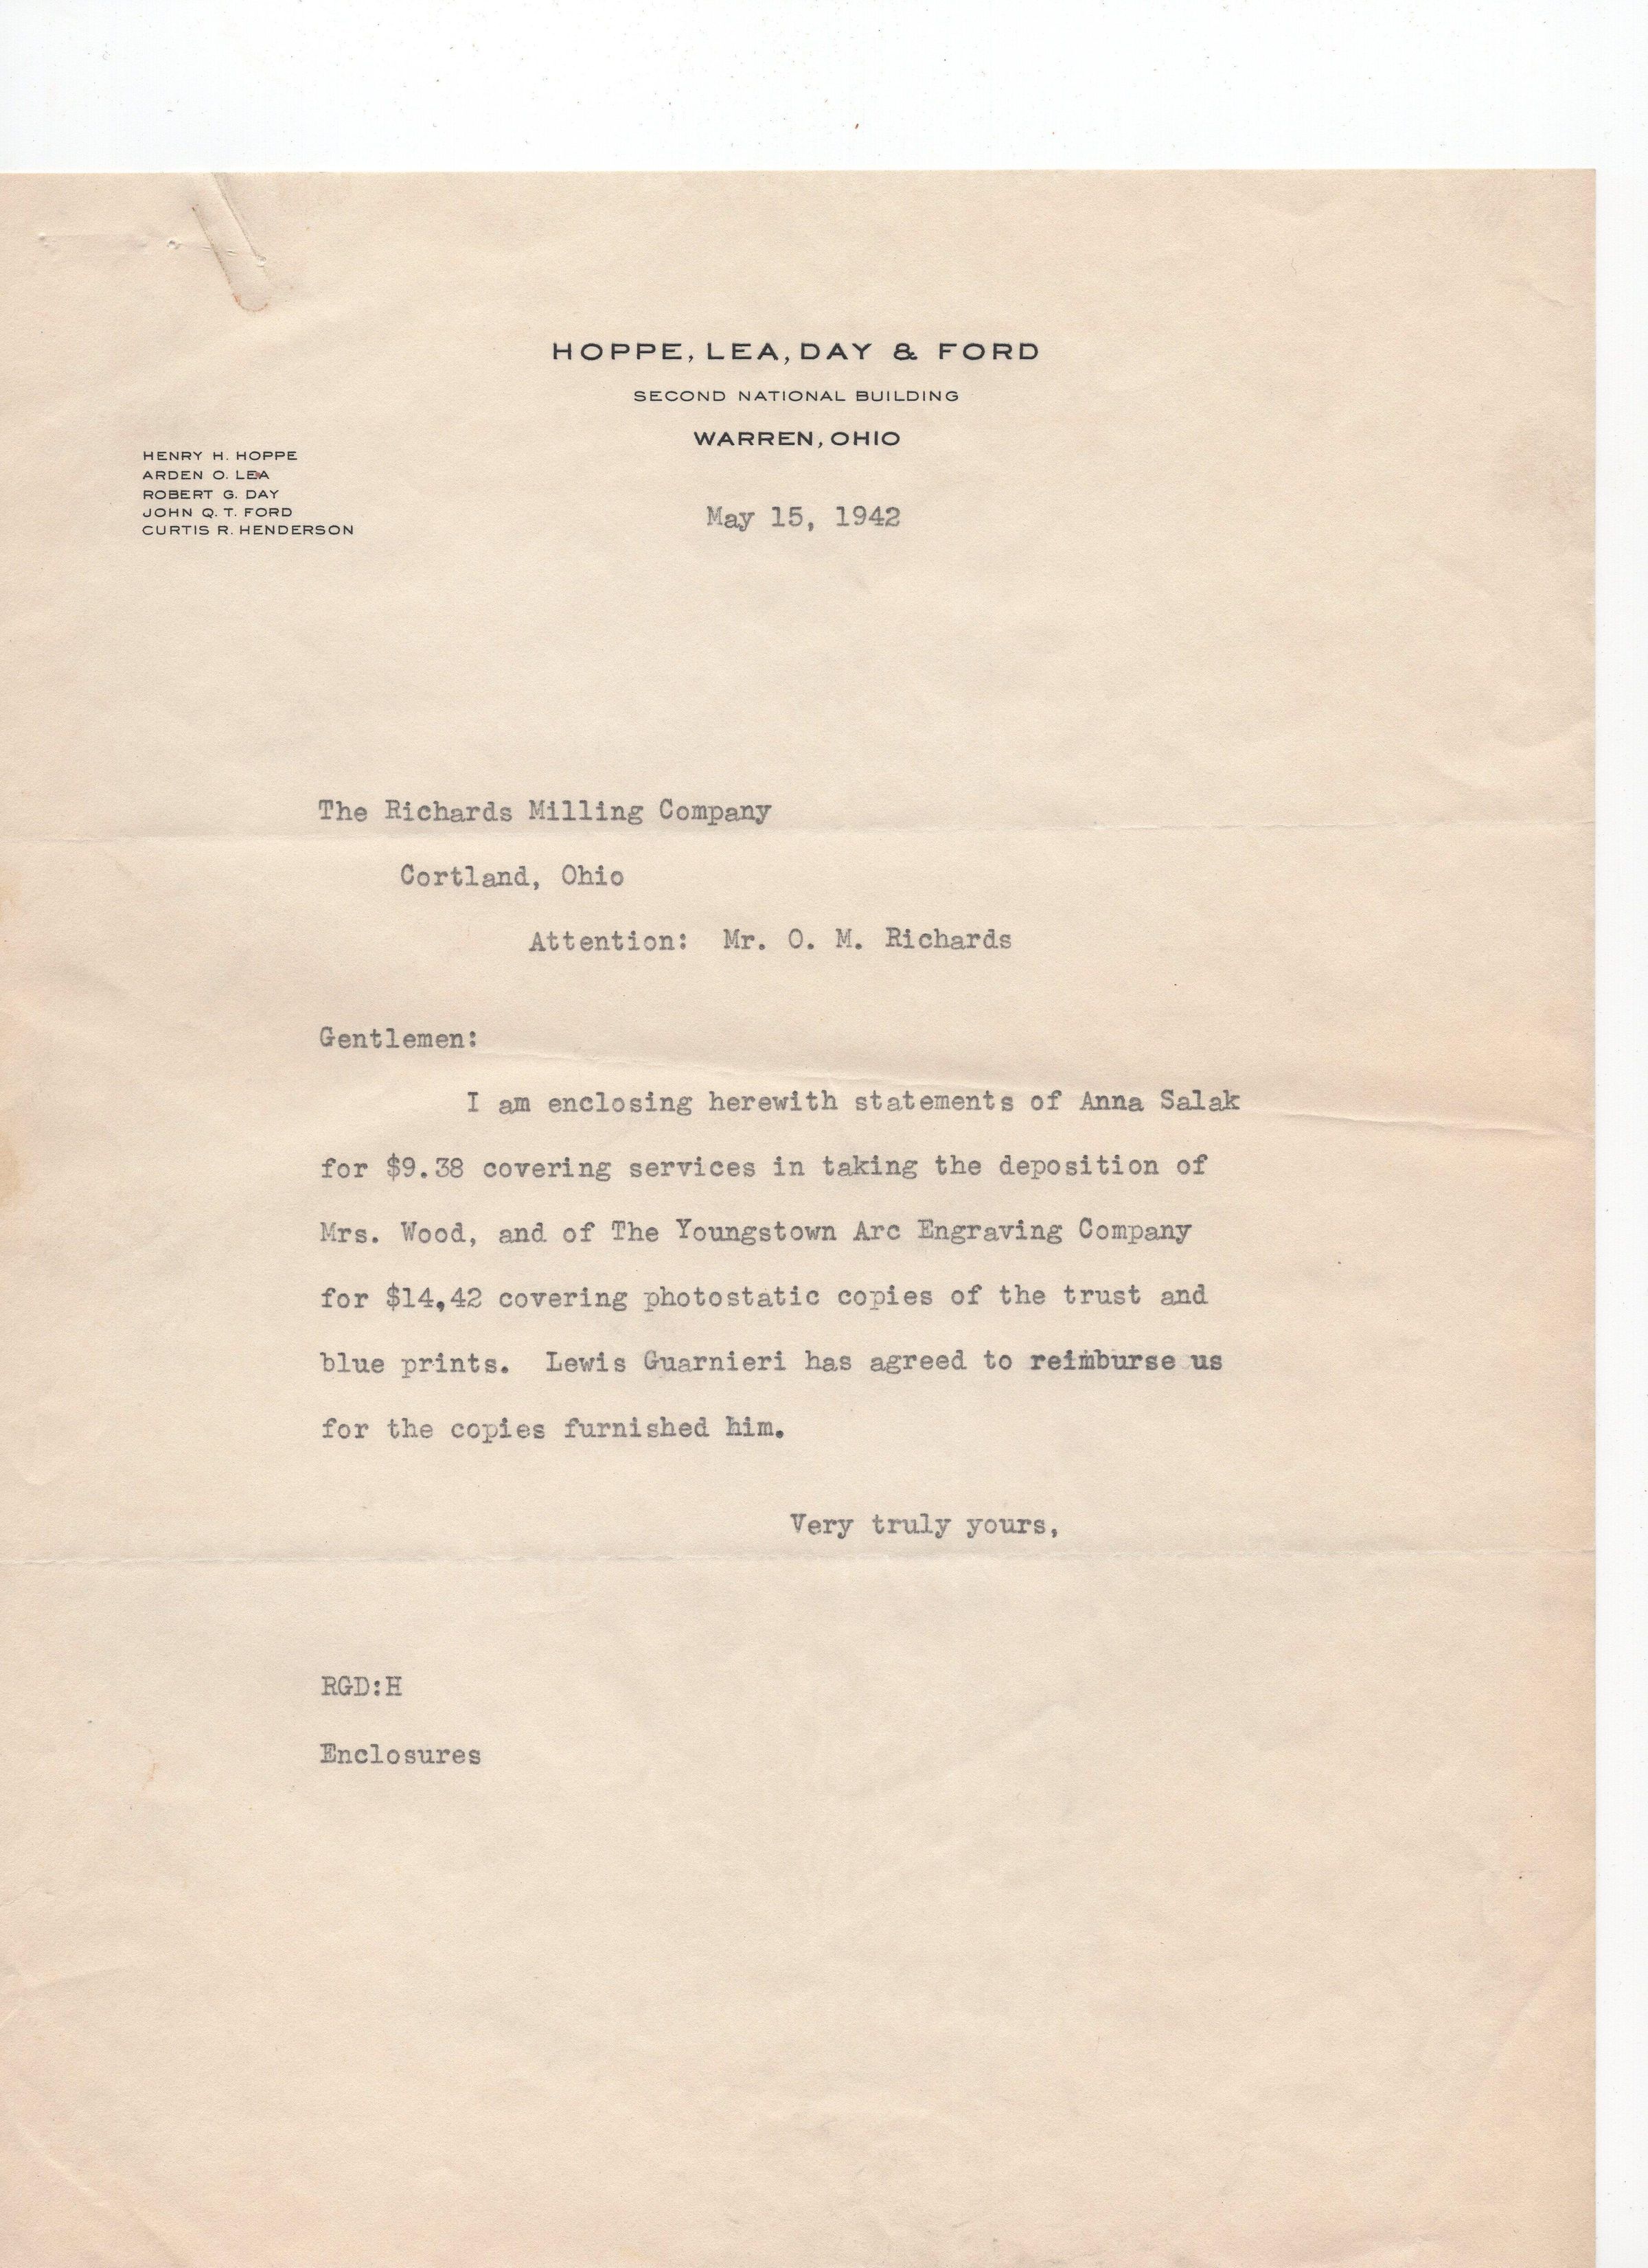 HOPPE, LEA, DAY & FORD
SECOND NATIONAL BUILDING
WARREN, OHIO
HENRY H. HOPPE
ARDEN O. LEA
ROBERT G. DAY
JOHN Q. T. FORD
CURTIS R. HENDERSON
May 15, 1942
The Richards Milling Company
Cortland, Ohio
Attention: Mr. O. M. Richards
Gentlemen:
I am enclosing herewith statements of Anna Salak
for $9.38 covering services in taking the deposition of
Mrs. Wood, and of The Youngstown Arc Engraving Company
for $14,42 covering photostatic copies of the trust and
blue prints. Lewis Guarnieri has agreed to reimburse us
for the copies furnished him.
Very truly yours,
RGD:H
Enclosures